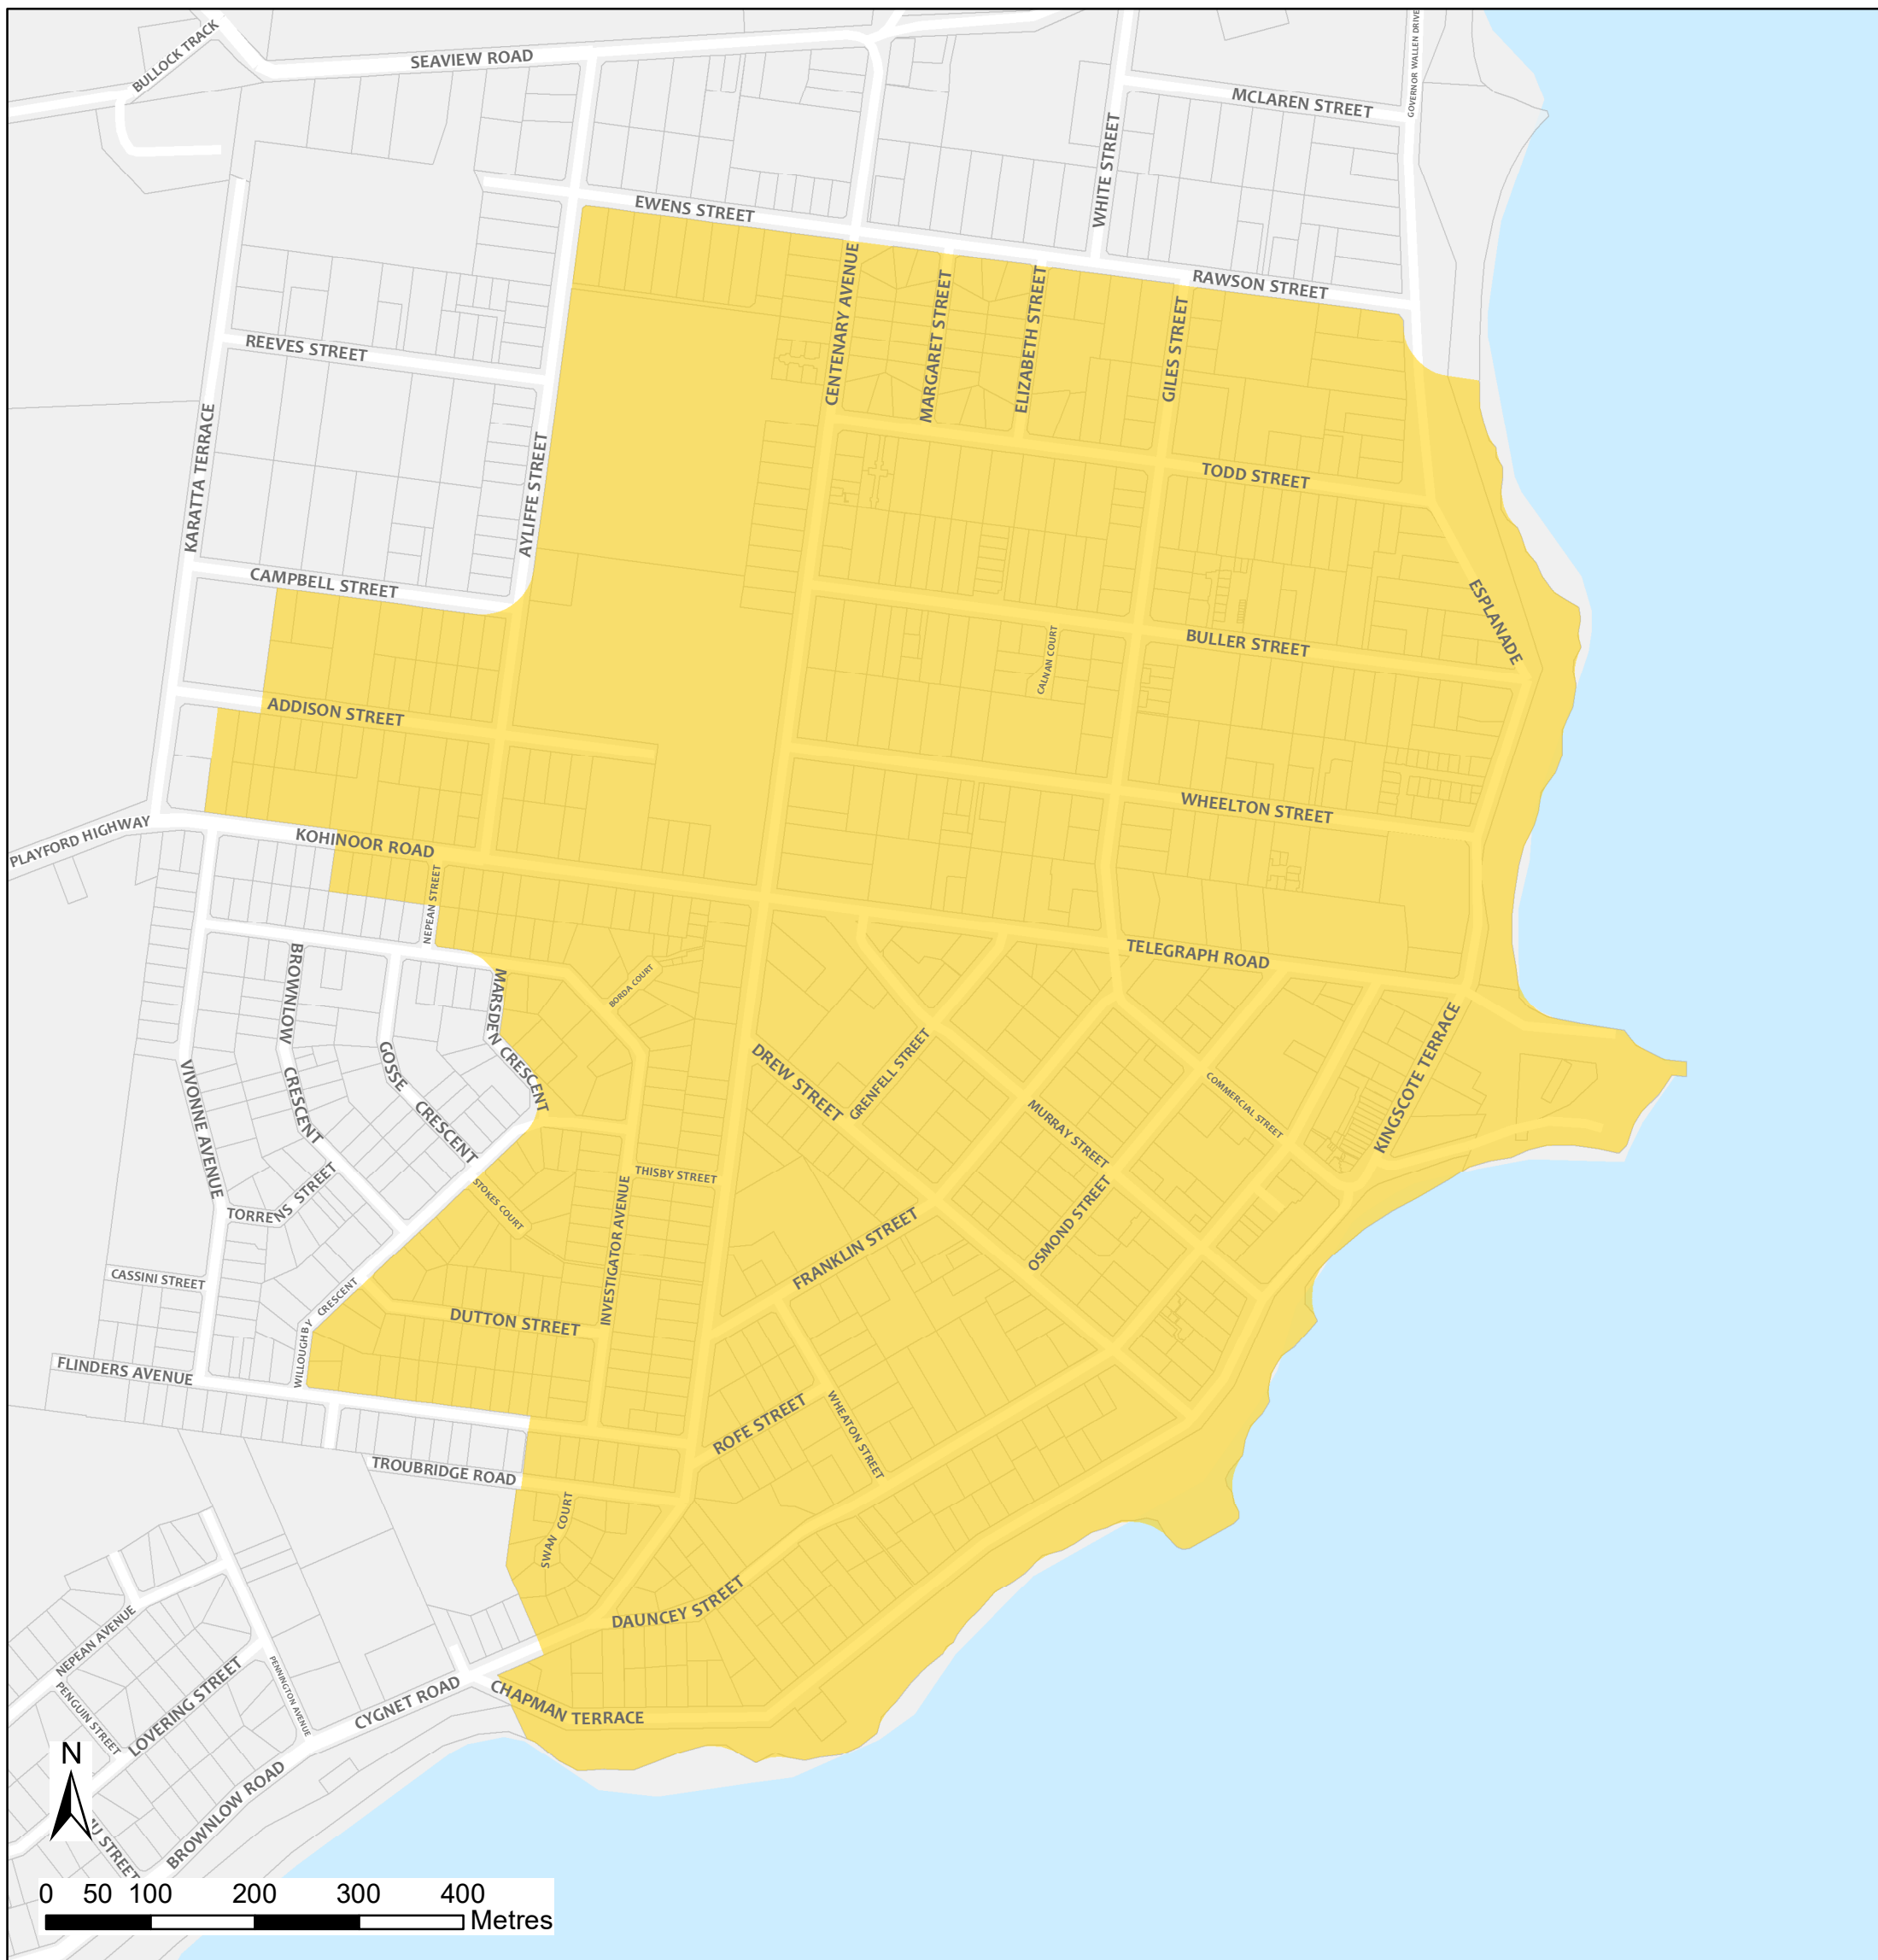 BULLOCK TRACK
SEAVIEW ROAD
GOVERNOR WALLEN DRIVE
MCLAREN STREET
WHITE STREET
EWENS STREET
RAWSON STREET
CENTENARY AVENUE
MARGARET STREET
ELIZABETH STREET
GILES STREET
REEVES STREET
KARATTA TERRACE
AYLIFFE STREET
TODD STREET
CAMPBELL STREET
ESPLANADE
BULLER STREET
CALNAN COURT
ADDISON STREET
WHEELTON STREET
PLAYFORD HIGHWAY
KOHINOOR ROAD
NEPEAN STREET
TELEGRAPH ROAD
BROWNLOW CRESCENT
MARSDEN CRESCENT
BORDA COURT
GOSSE CRESCENT
VIVONNE AVENUE
DREW STREET
GRENFELL STREET
MURRAY STREET
COMMERCIAL STREET
KINGSCOTE TERRACE
THISBY STREET
TORRENS STREET
STOKES COURT
INVESTIGATOR AVENUE
FRANKLIN STREET
OSMOND STREET
CASSINI STREET
WILLOUGHBY CRESCENT
DUTTON STREET
FLINDERS AVENUE
ROFE STREET
WHEATON STREET
TROUBRIDGE ROAD
SWAN COURT
DAUNCEY STREET
NEPEAN AVENUE
PENGUIN STREET
LOVERING STREET
PENNINGTON AVENUE
CYGNET ROAD
CHAPMAN TERRACE
BROWNLOW ROAD
N
U STREET
0 50 100 200 300 400
Metres